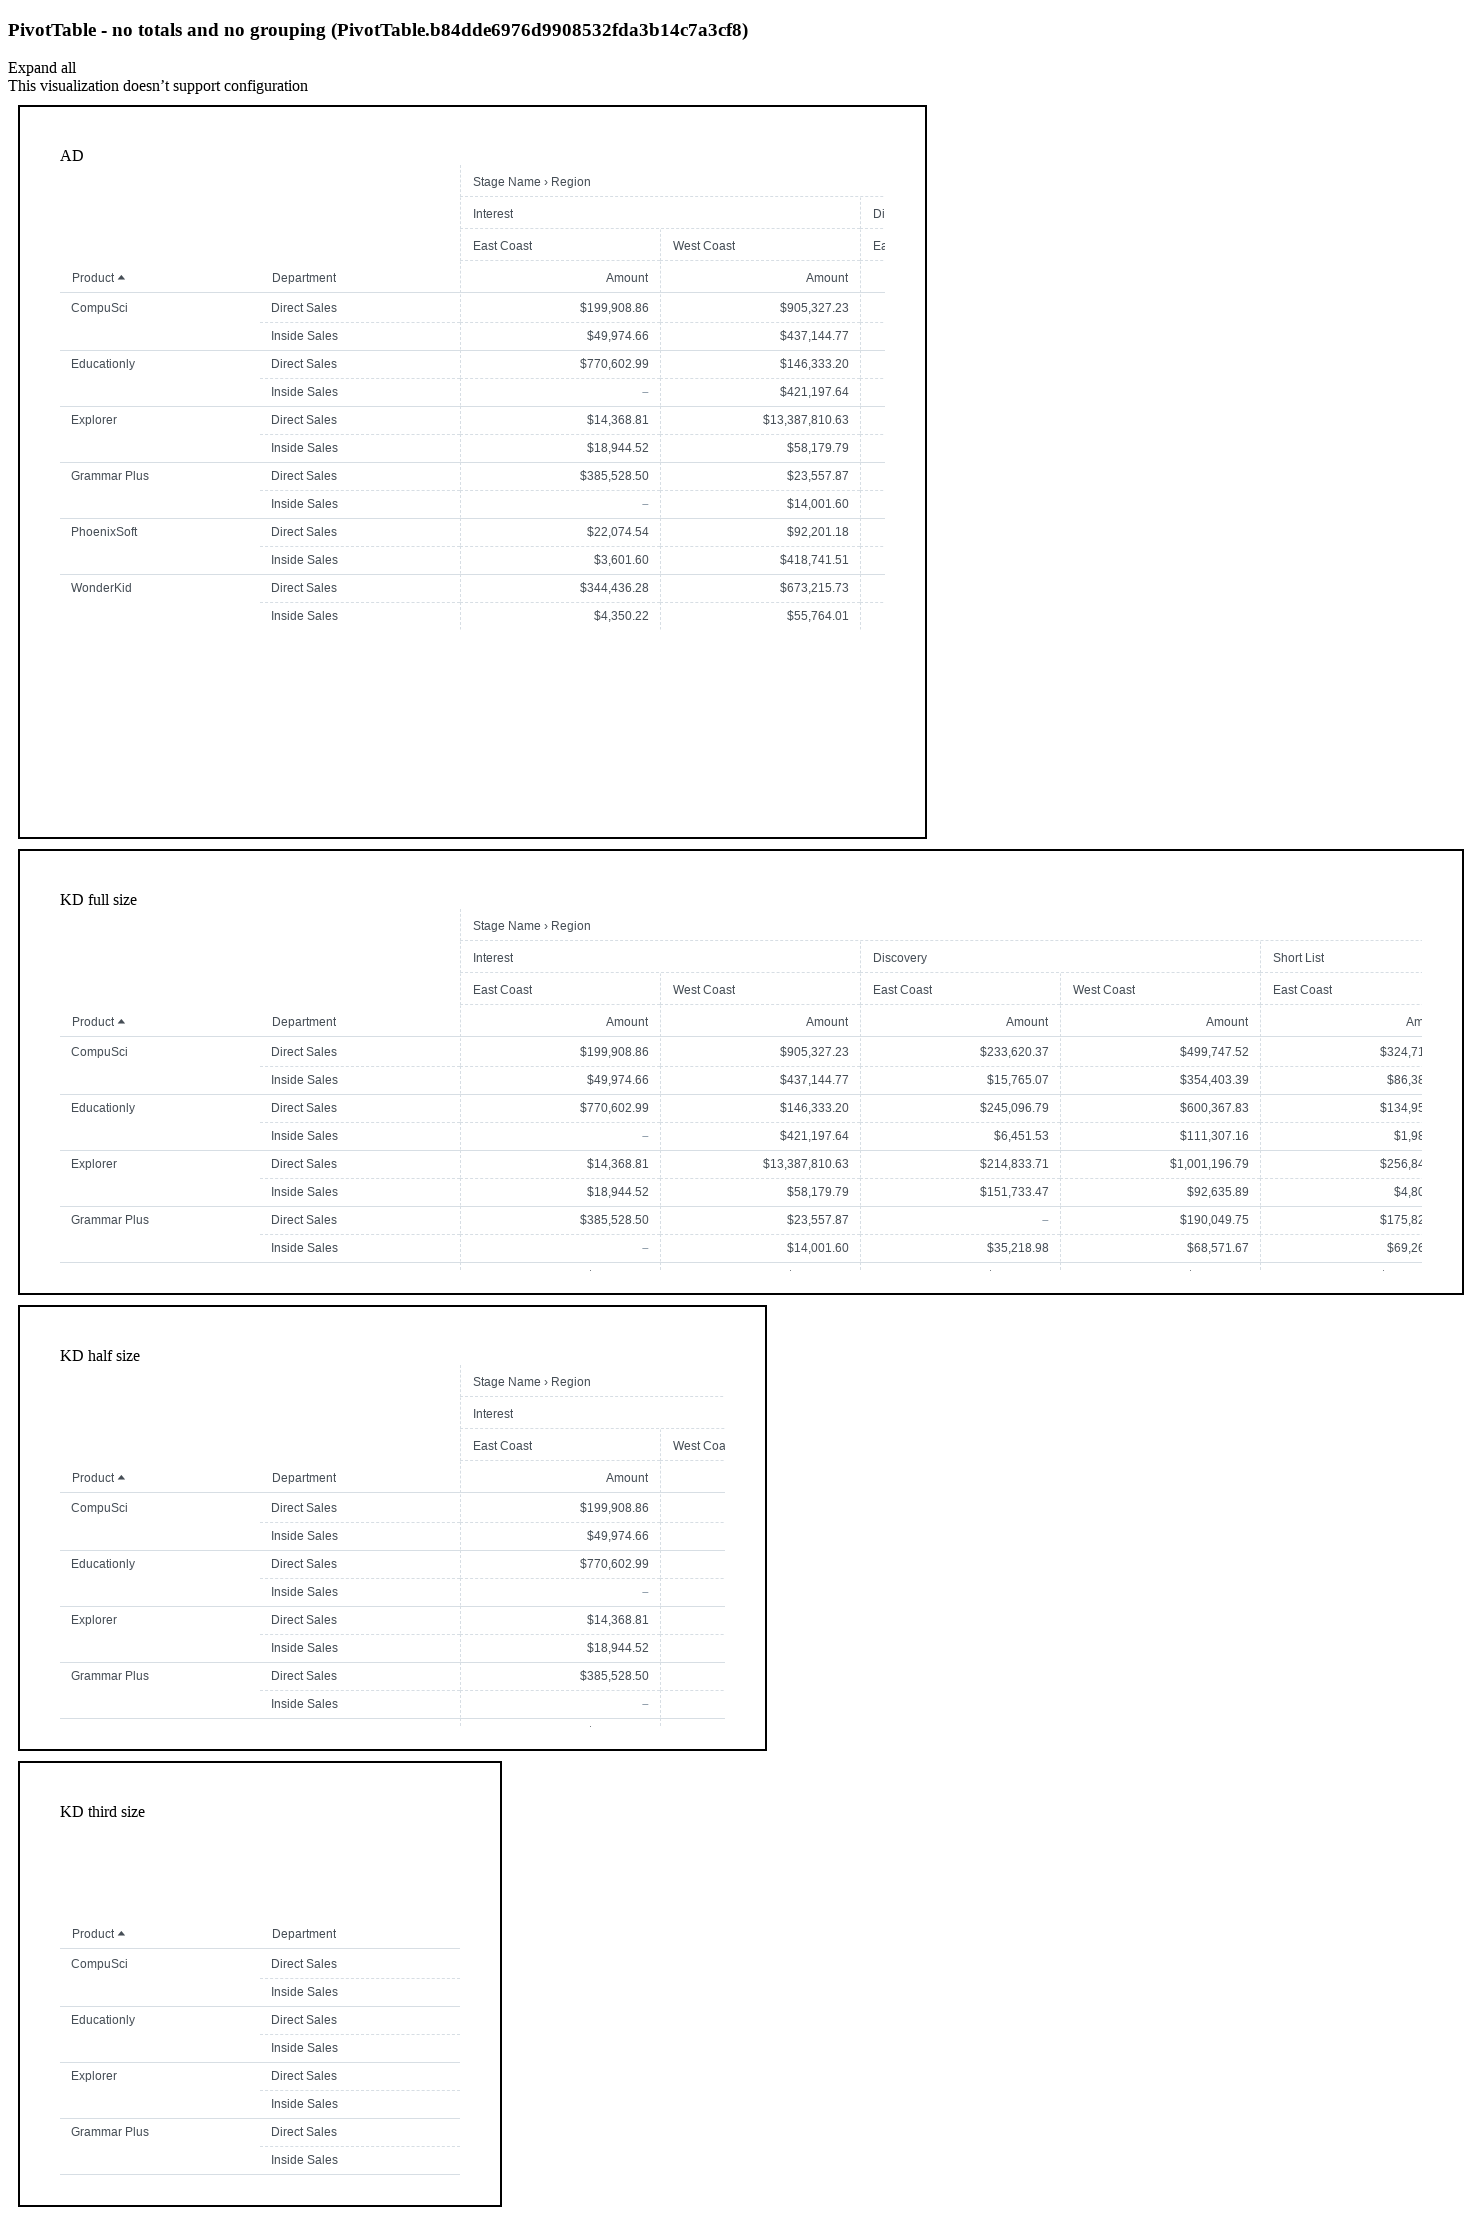 PivotTable - no totals and no grouping (PivotTable.b84dde6976d9908532fda3b14c7a3cf8)
Expand all
This visualization doesn’t support configuration
AD
Stage Name › Region
Interest Di
East Coast West Coast Ea
Product Department Amount Amount
CompuSci Direct Sales $199,908.86 $905,327.23
Inside Sales $49,974.66 $437,144.77
Educationly Direct Sales $770,602.99 $146,333.20
Inside Sales – $421,197.64
Explorer Direct Sales $14,368.81 $13,387,810.63
Inside Sales $18,944.52 $58,179.79
Grammar Plus Direct Sales $385,528.50 $23,557.87
Inside Sales – $14,001.60
PhoenixSoft Direct Sales $22,074.54 $92,201.18
Inside Sales $3,601.60 $418,741.51
WonderKid Direct Sales $344,436.28 $673,215.73
Inside Sales $4,350.22 $55,764.01
KD full size
Stage Name › Region
Interest Discovery Short List
East Coast West Coast East Coast West Coast East Coast
Product Department Amount Amount Amount Amount Am
CompuSci Direct Sales $199,908.86 $905,327.23 $233,620.37 $499,747.52 $324,71
Inside Sales $49,974.66 $437,144.77 $15,765.07 $354,403.39 $86,38
Educationly Direct Sales $770,602.99 $146,333.20 $245,096.79 $600,367.83 $134,95
Inside Sales – $421,197.64 $6,451.53 $111,307.16 $1,98
Explorer Direct Sales $14,368.81 $13,387,810.63 $214,833.71 $1,001,196.79 $256,84
Inside Sales $18,944.52 $58,179.79 $151,733.47 $92,635.89 $4,80
Grammar Plus Direct Sales $385,528.50 $23,557.87 – $190,049.75 $175,82
Inside Sales – $14,001.60 $35,218.98 $68,571.67 $69,26
KD half size
Stage Name › Region
Interest
East Coast West Coa
Product Department Amount
CompuSci Direct Sales $199,908.86
Inside Sales $49,974.66
Educationly Direct Sales $770,602.99
Inside Sales –
Explorer Direct Sales $14,368.81
Inside Sales $18,944.52
Grammar Plus Direct Sales $385,528.50
Inside Sales –
KD third size
Product Department
CompuSci Direct Sales
Inside Sales
Educationly Direct Sales
Inside Sales
Explorer Direct Sales
Inside Sales
Grammar Plus Direct Sales
Inside Sales